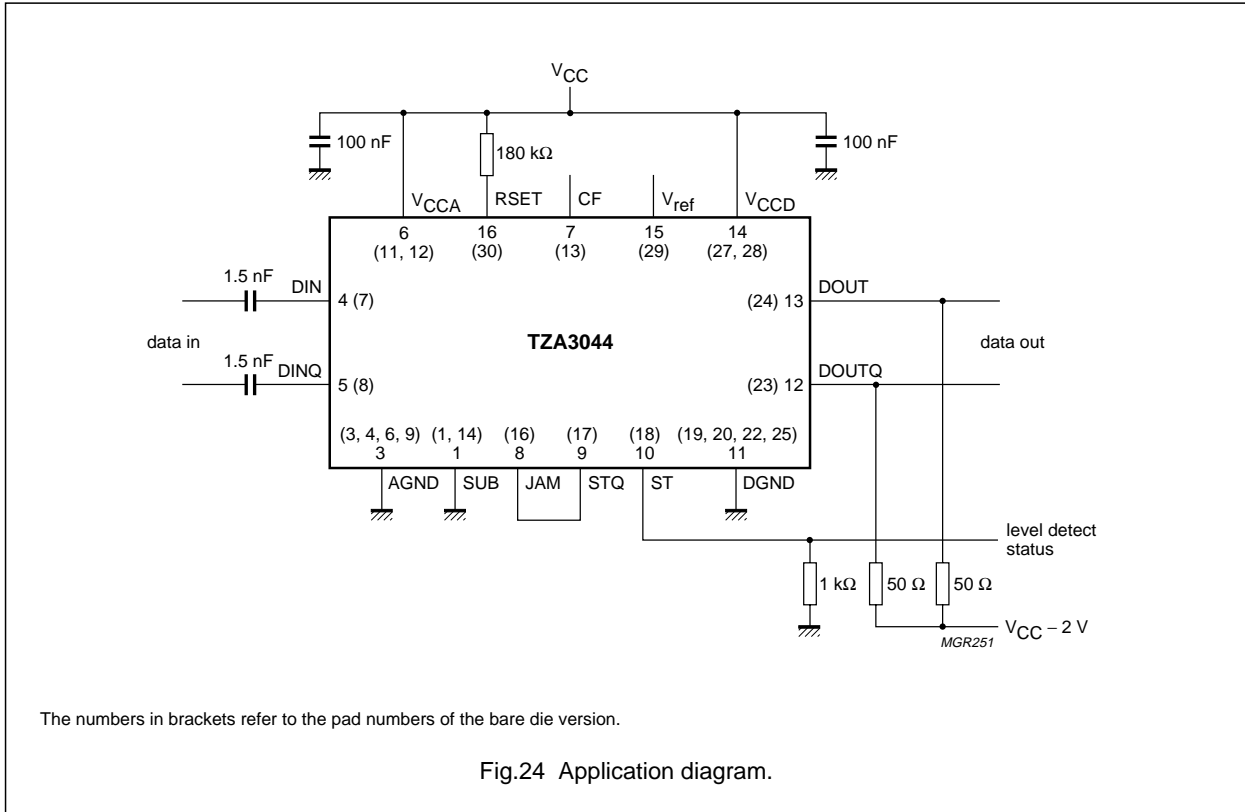 V_CC
100 nF
180 kΩ
100 nF
V_CCA RSET CF V_ref V_CCD
6 16 7 15 14
(11, 12) (30) (13) (29) (27, 28)
1.5 nF
DIN
4 (7)
(24) 13
DOUT
data in
TZA3044
data out
1.5 nF
DINQ
5 (8)
(23) 12
DOUTQ
(3, 4, 6, 9) (1, 14) (16) (17) (18) (19, 20, 22, 25)
3 1 8 9 10 11
AGND SUB JAM STQ ST DGND
level detect
status
1 kΩ 50 Ω 50 Ω
V_CC – 2 V
MGR251
The numbers in brackets refer to the pad numbers of the bare die version.
Fig.24 Application diagram.